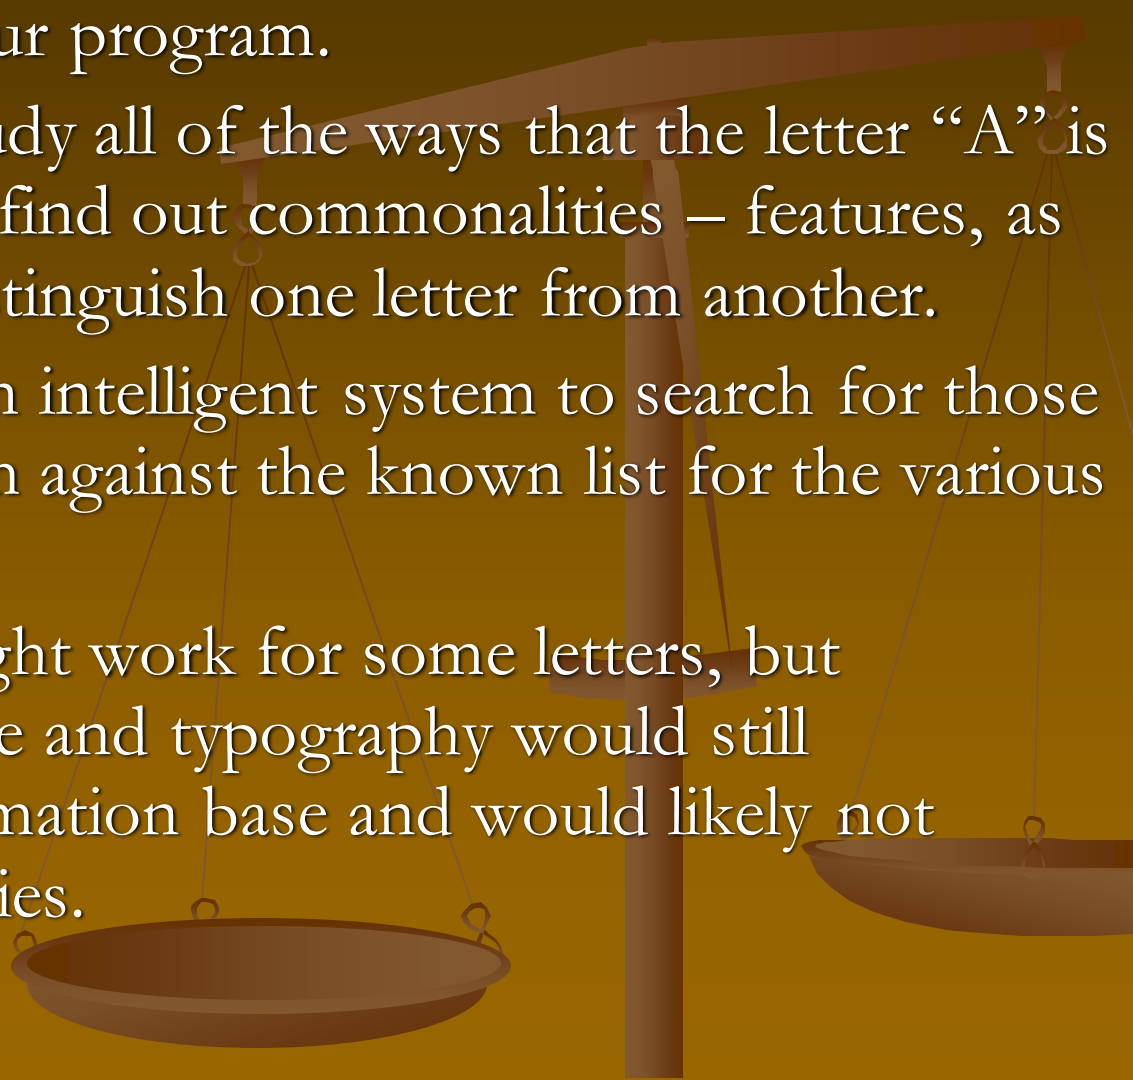 ur program.
udy all of the ways that the letter “A” is
find out commonalities – features, as
tinguish one letter from another.
n intelligent system to search for those
n against the known list for the various
ght work for some letters, but
e and typography would still
mation base and would likely not
ies.